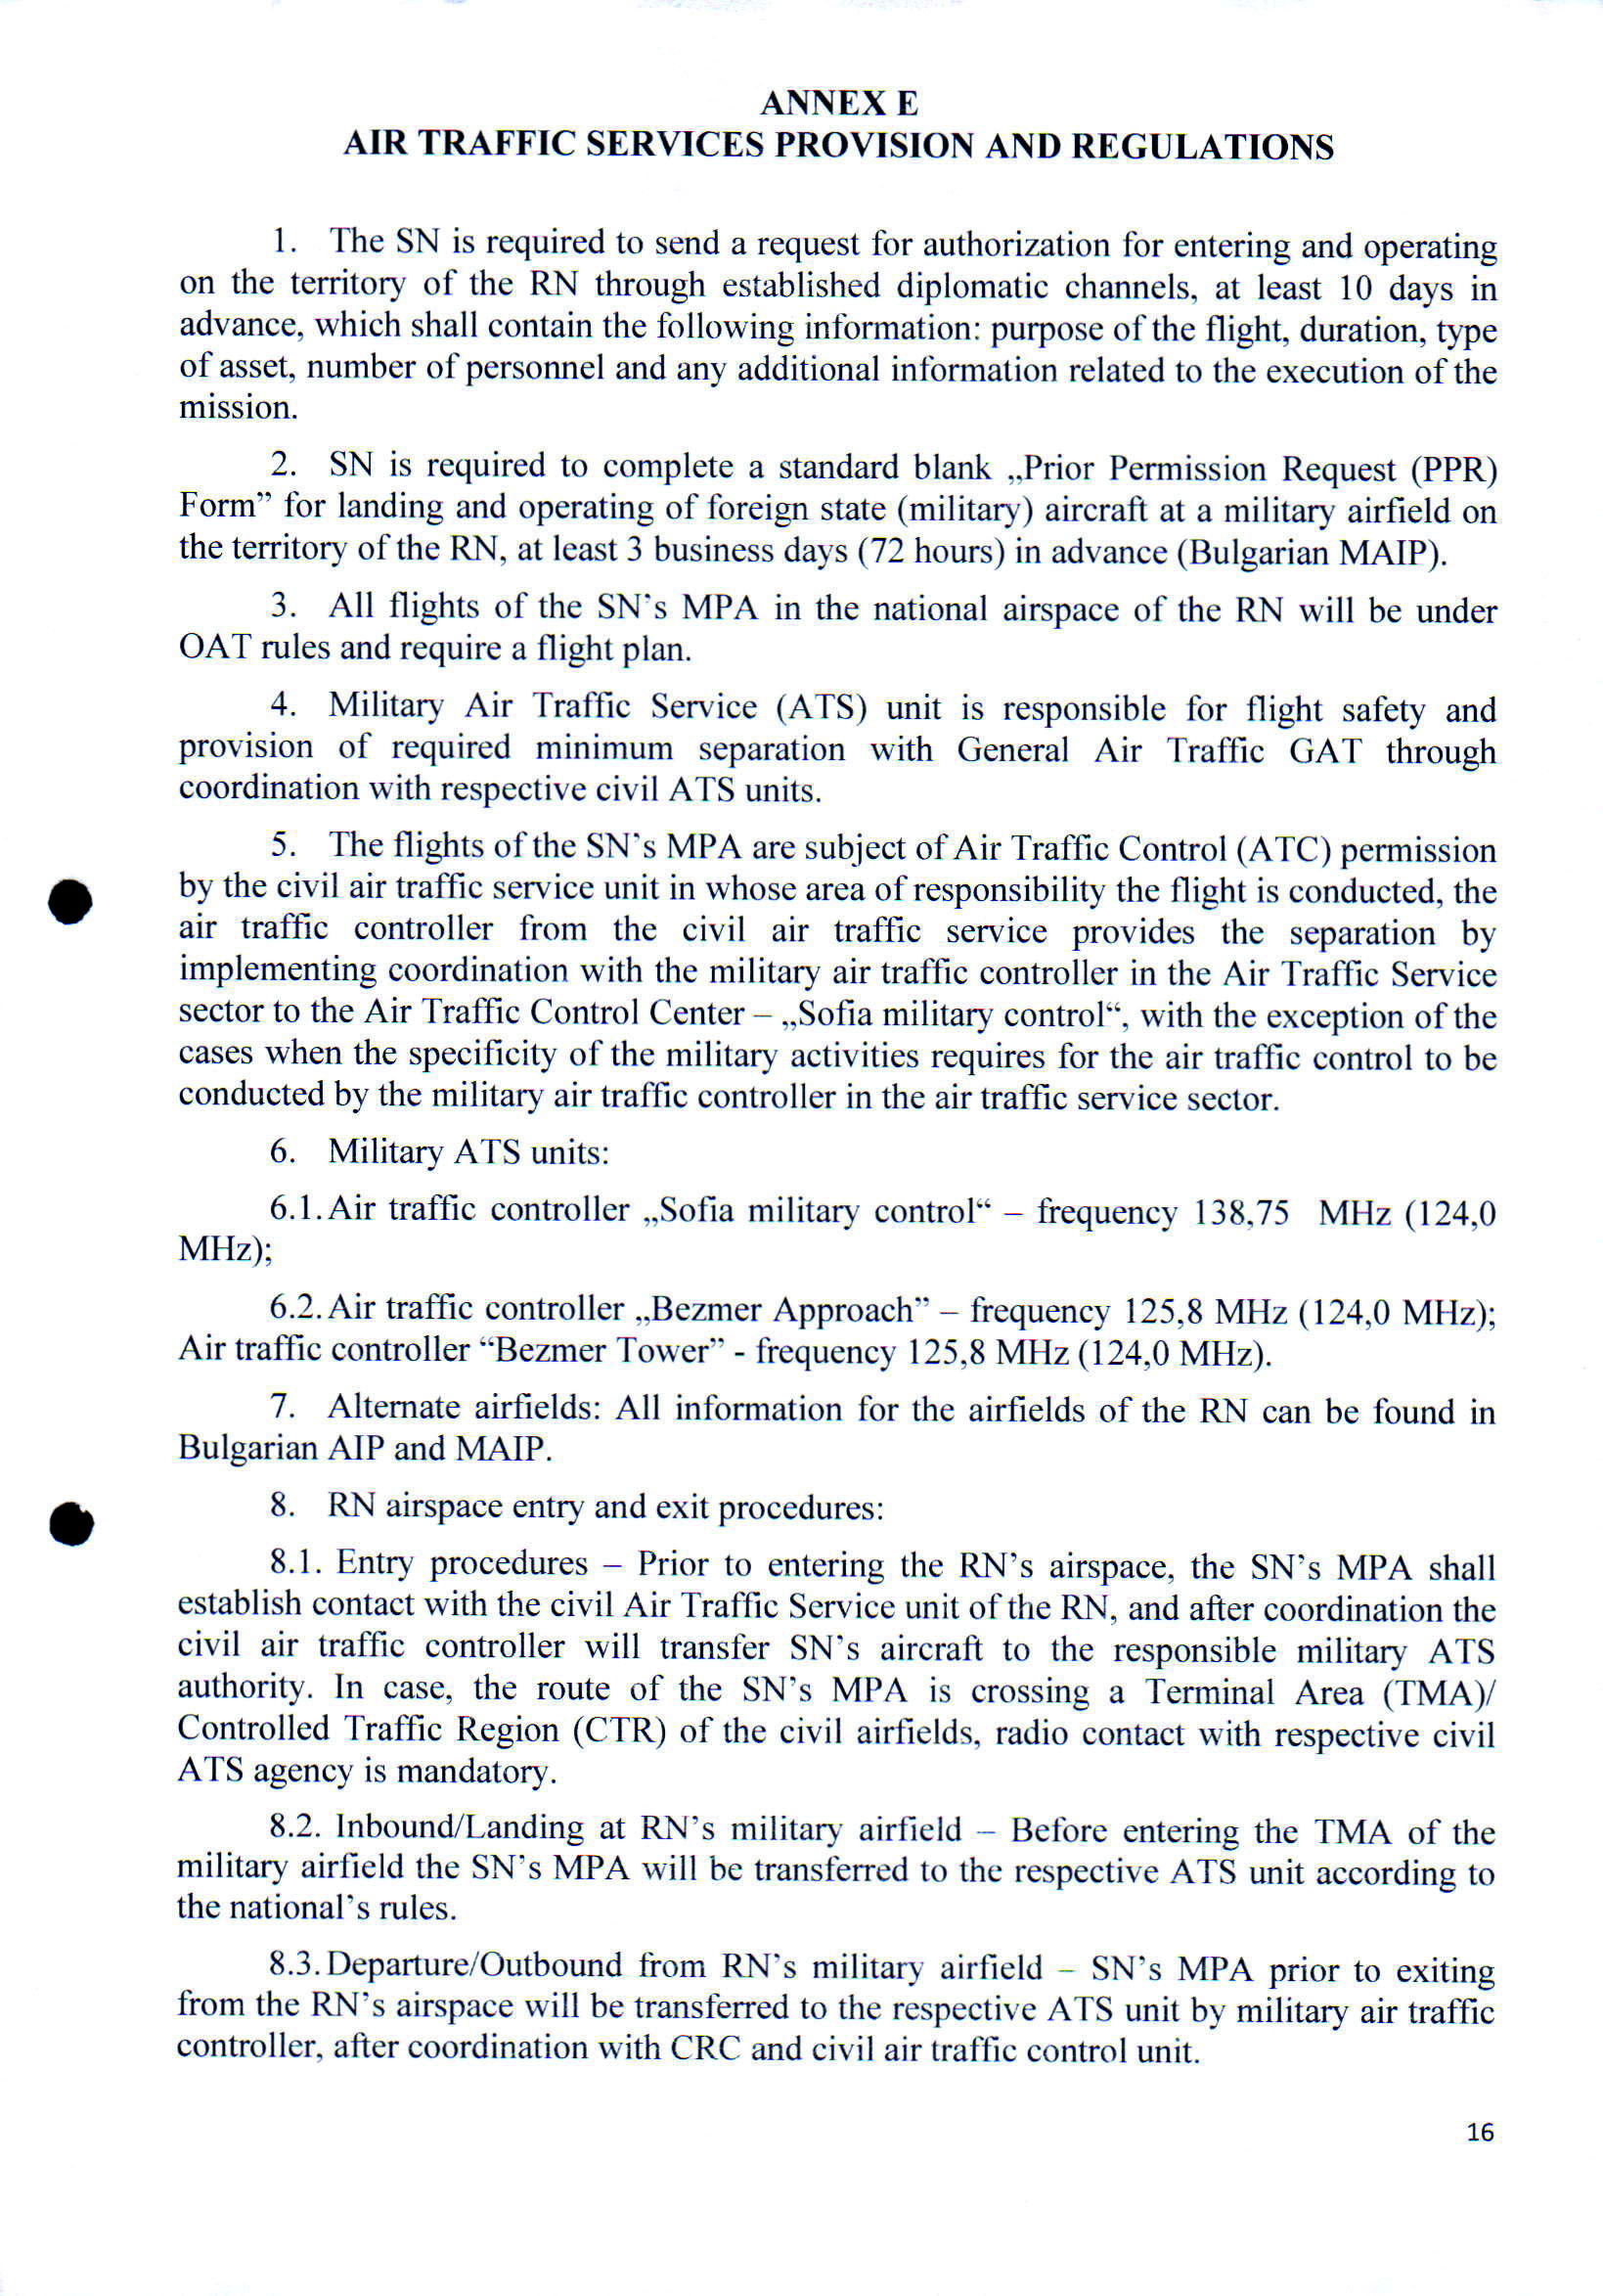 ANNEX E
AIR TRAFFIC SERVICES PROVISION AND REGULATIONS
1. The SN is required to send a request for authorization for entering and operating
on the territory of the RN through established diplomatic channels, at least 10 days in
advance, which shall contain the following information: purpose of the flight, duration, type
of asset, number of personnel and any additional information related to the execution of the
mission.
2. SN is required to complete a standard blank „Prior Permission Request (PPR)
Form” for landing and operating of foreign state (military) aircraft at a military airfield on
the territory of the RN, at least 3 business days (72 hours) in advance (Bulgarian MAIP).
3. All flights of the SN's MPA in the national airspace of the RN will be under
OAT rules and require a flight plan.
4. Military Air Traffic Service (ATS) unit is responsible for flight safety and
provision of required minimum separation with General Air Traffic GAT through
coordination with respective civil ATS units.
5. The flights of the SN's MPA are subject of Air Traffic Control (ATC) permission
by the civil air traffic service unit in whose area of responsibility the flight is conducted, the
air traffic controller from the civil air traffic service provides the separation by
implementing coordination with the military air traffic controller in the Air Traffic Service
sector to the Air Traffic Control Center – „Sofia military control“, with the exception of the
cases when the specificity of the military activities requires for the air traffic control to be
conducted by the military air traffic controller in the air traffic service sector.
6. Military ATS units:
6.1. Air traffic controller „Sofia military control“ – frequency 138,75 MHz (124,0
MHz);
6.2. Air traffic controller „Bezmer Approach” – frequency 125,8 MHz (124,0 MHz);
Air traffic controller “Bezmer Tower” - frequency 125,8 MHz (124,0 MHz).
7. Alternate airfields: All information for the airfields of the RN can be found in
Bulgarian AIP and MAIP.
8. RN airspace entry and exit procedures:
8.1. Entry procedures – Prior to entering the RN’s airspace, the SN’s MPA shall
establish contact with the civil Air Traffic Service unit of the RN, and after coordination the
civil air traffic controller will transfer SN’s aircraft to the responsible military ATS
authority. In case, the route of the SN’s MPA is crossing a Terminal Area (TMA)/
Controlled Traffic Region (CTR) of the civil airfields, radio contact with respective civil
ATS agency is mandatory.
8.2. Inbound/Landing at RN’s military airfield – Before entering the TMA of the
military airfield the SN’s MPA will be transferred to the respective ATS unit according to
the national’s rules.
8.3. Departure/Outbound from RN’s military airfield – SN’s MPA prior to exiting
from the RN’s airspace will be transferred to the respective ATS unit by military air traffic
controller, after coordination with CRC and civil air traffic control unit.
16